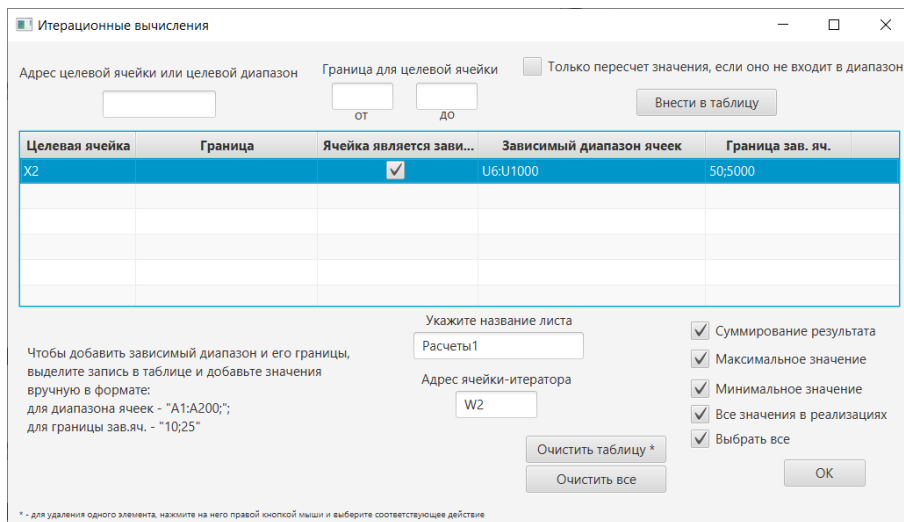 Итерационные вычисления
Адрес целевой ячейки или целевой диапазон
Граница для целевой ячейки
от
до
Только пересчет значения, если оно не входит в диапазон
Внести в таблицу
Целевая ячейка Граница Ячейка является зави... Зависимый диапазон ячеек Граница зав. яч.
X2 U6:U1000 50;5000
Чтобы добавить зависимый диапазон и его границы,
выделите запись в таблице и добавьте значения
вручную в формате:
для диапазона ячеек - "A1:A200;";
для границы зав.яч. - "10;25"
Укажите название листа
Расчеты1
Адрес ячейки-итератора
W2
Суммирование результата
Максимальное значение
Минимальное значение
Все значения в реализациях
Выбрать все
Очистить таблицу *
Очистить все
OK
* - для удаления одного элемента, нажмите на него правой кнопкой мыши и выберите соответствующее действие